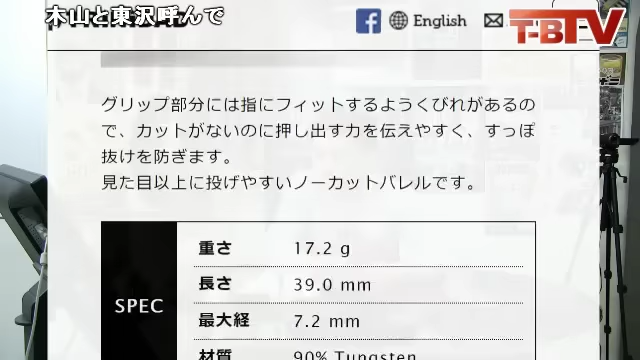 木山と東沢呼んで
English
T-BTV
グリップ部分には指にフィットするようくびれがあるの
で、カットがないのに押し出す力を伝えやすく、すっぽ
抜けを防ぎます。
見た目以上に投げやすいノーカットバレルです。
SPEC
重さ 17.2 g
長さ 39.0 mm
最大経 7.2 mm
材質 90% Tungsten